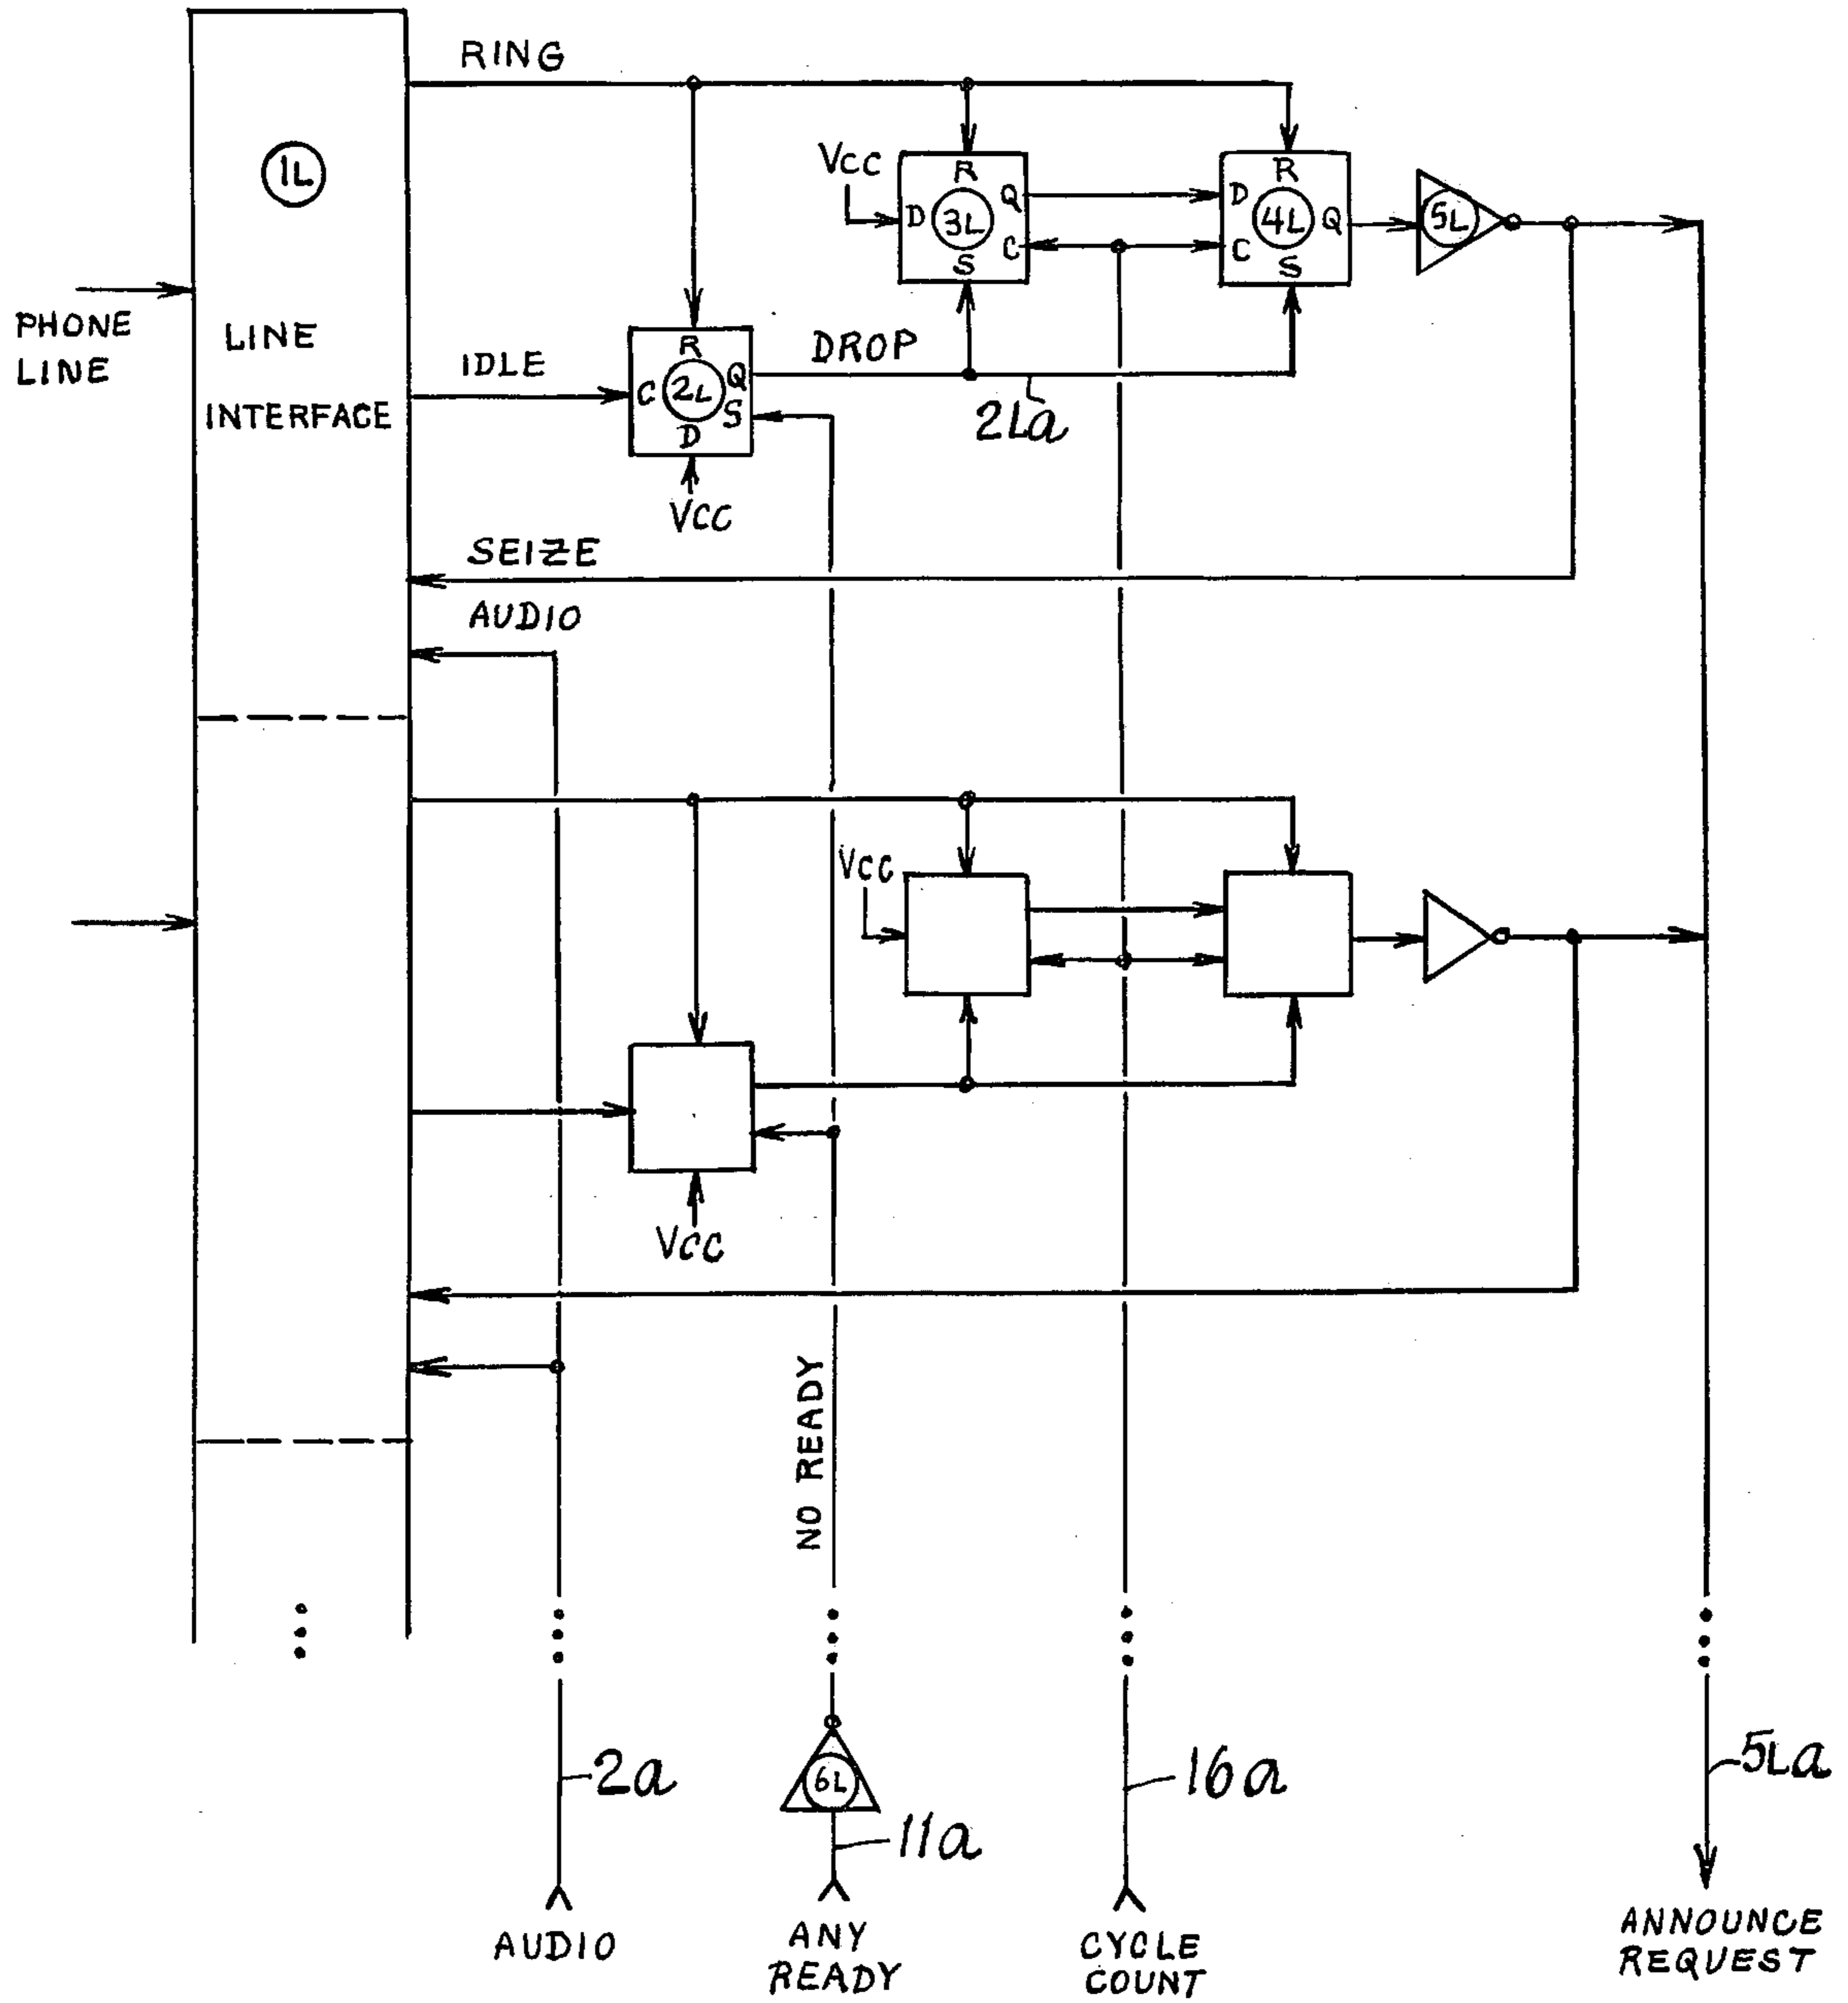 RING
1L
VCC
R
D
3L
Q
C
S
R
D
4L
Q
C
S
5L
PHONE
LINE
LINE
INTERFACE
IDLE
R
C
2L
Q
S
D
DROP
2La
VCC
SEIZE
AUDIO
VCC
VCC
NO READY
2a
6L
11a
16a
5La
AUDIO
ANY
READY
CYCLE
COUNT
ANNOUNCE
REQUEST